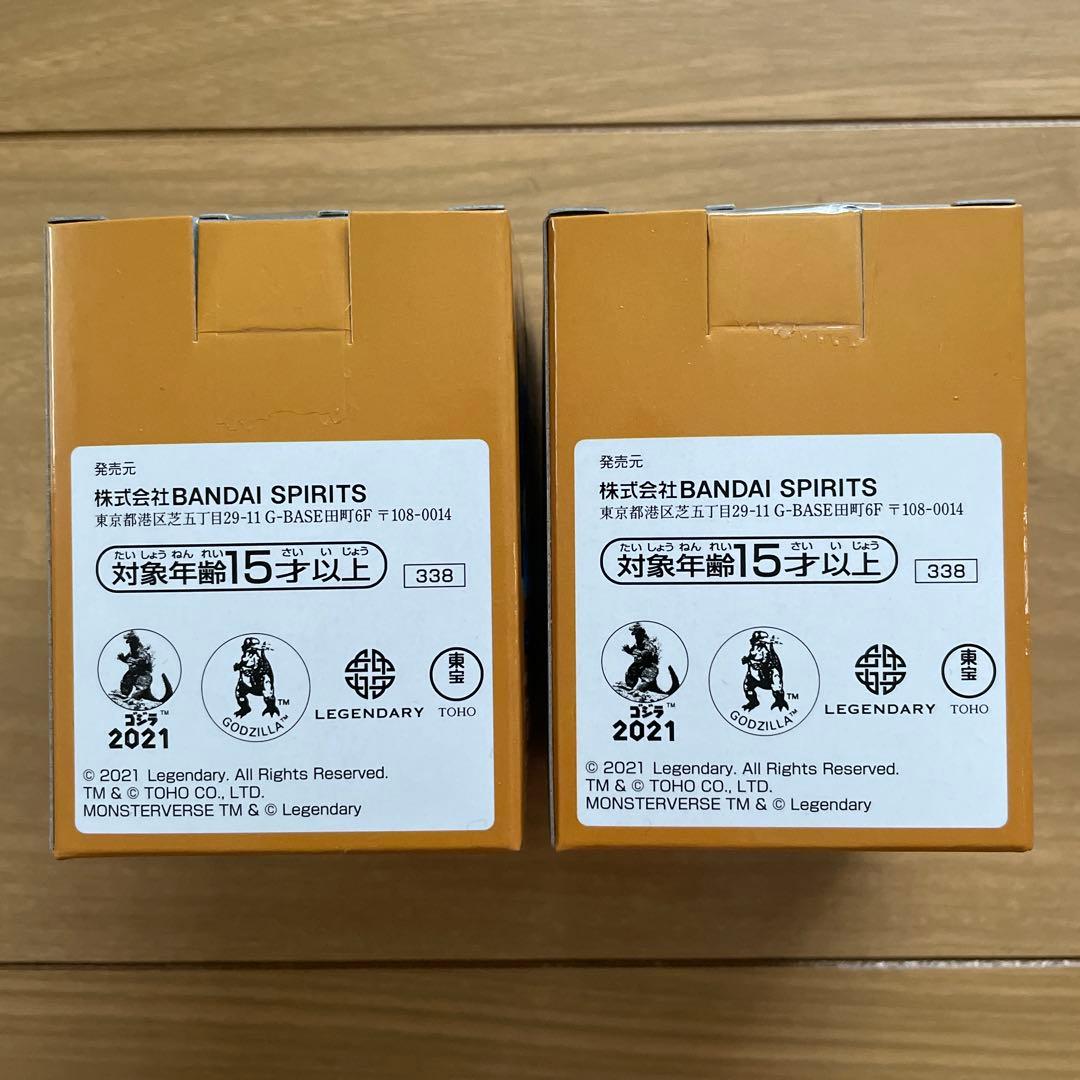 発売元
株式会社BANDAI SPIRITS
東京都港区芝五丁目29-11 G-BASE田町6F 〒108-0014
たい しょう ねん れい さい い じょう
対象年齢15才以上
338
ゴジラ™
2021
GODZILLA™
TM
LEGENDARY
東宝
TOHO
© 2021 Legendary. All Rights Reserved.
TM & © TOHO CO., LTD.
MONSTERVERSE TM & © Legendary
発売元
株式会社BANDAI SPIRITS
東京都港区芝五丁目29-11 G-BASE田町6F 〒108-0014
たい しょう ねん れい さい い じょう
対象年齢15才以上
338
ゴジラ™
2021
GODZILLA™
TM
LEGENDARY
東宝
TOHO
© 2021 Legendary. All Rights Reserved.
TM & © TOHO CO., LTD.
MONSTERVERSE TM & © Legendary